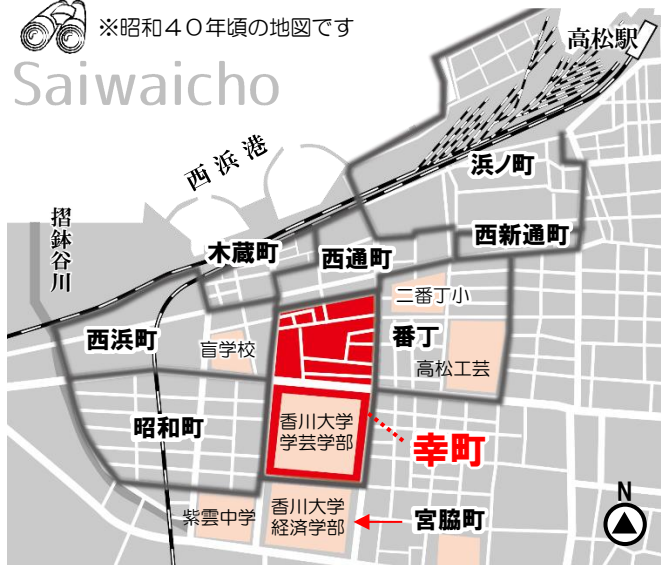 ※昭和４０年頃の地図です
Saiwaicho
高松駅
西浜港
浜ノ町
摺鉢谷川
木蔵町
西通町
西新通町
二番丁小
西浜町
盲学校
番丁
高松工芸
昭和町
香川大学
学芸学部
幸町
紫雲中学
香川大学
経済学部
宮脇町
N